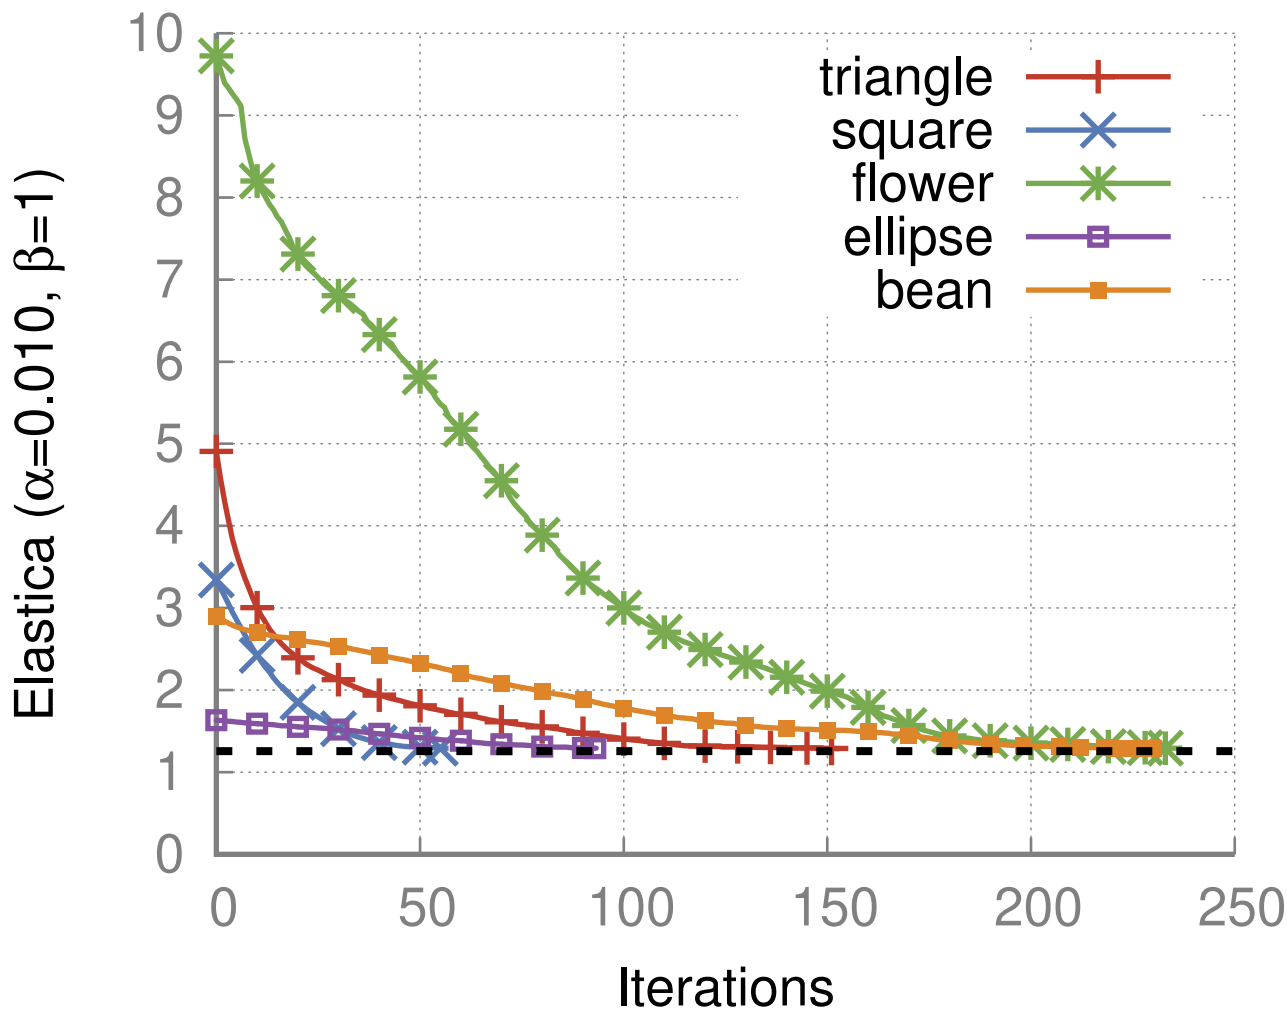 10
9
8
7
6
5
4
3
2
1
0
Elastica (α=0.010, β=1)
triangle
square
flower
ellipse
bean
0 50 100 150 200 250
Iterations